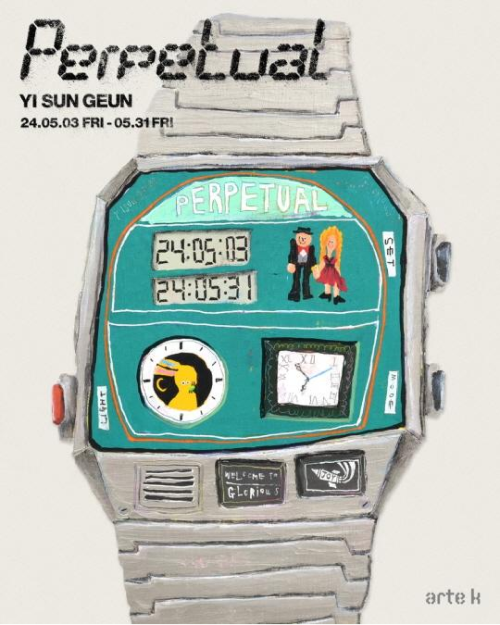 Perpetual
YI SUN GEUN
24.05.03 FRI - 05.31 FRI
PERPETUAL
24:05:03
24:05:31
SET
LIGHT
MODE
WELCOME TO
GLORIOUS
arte k